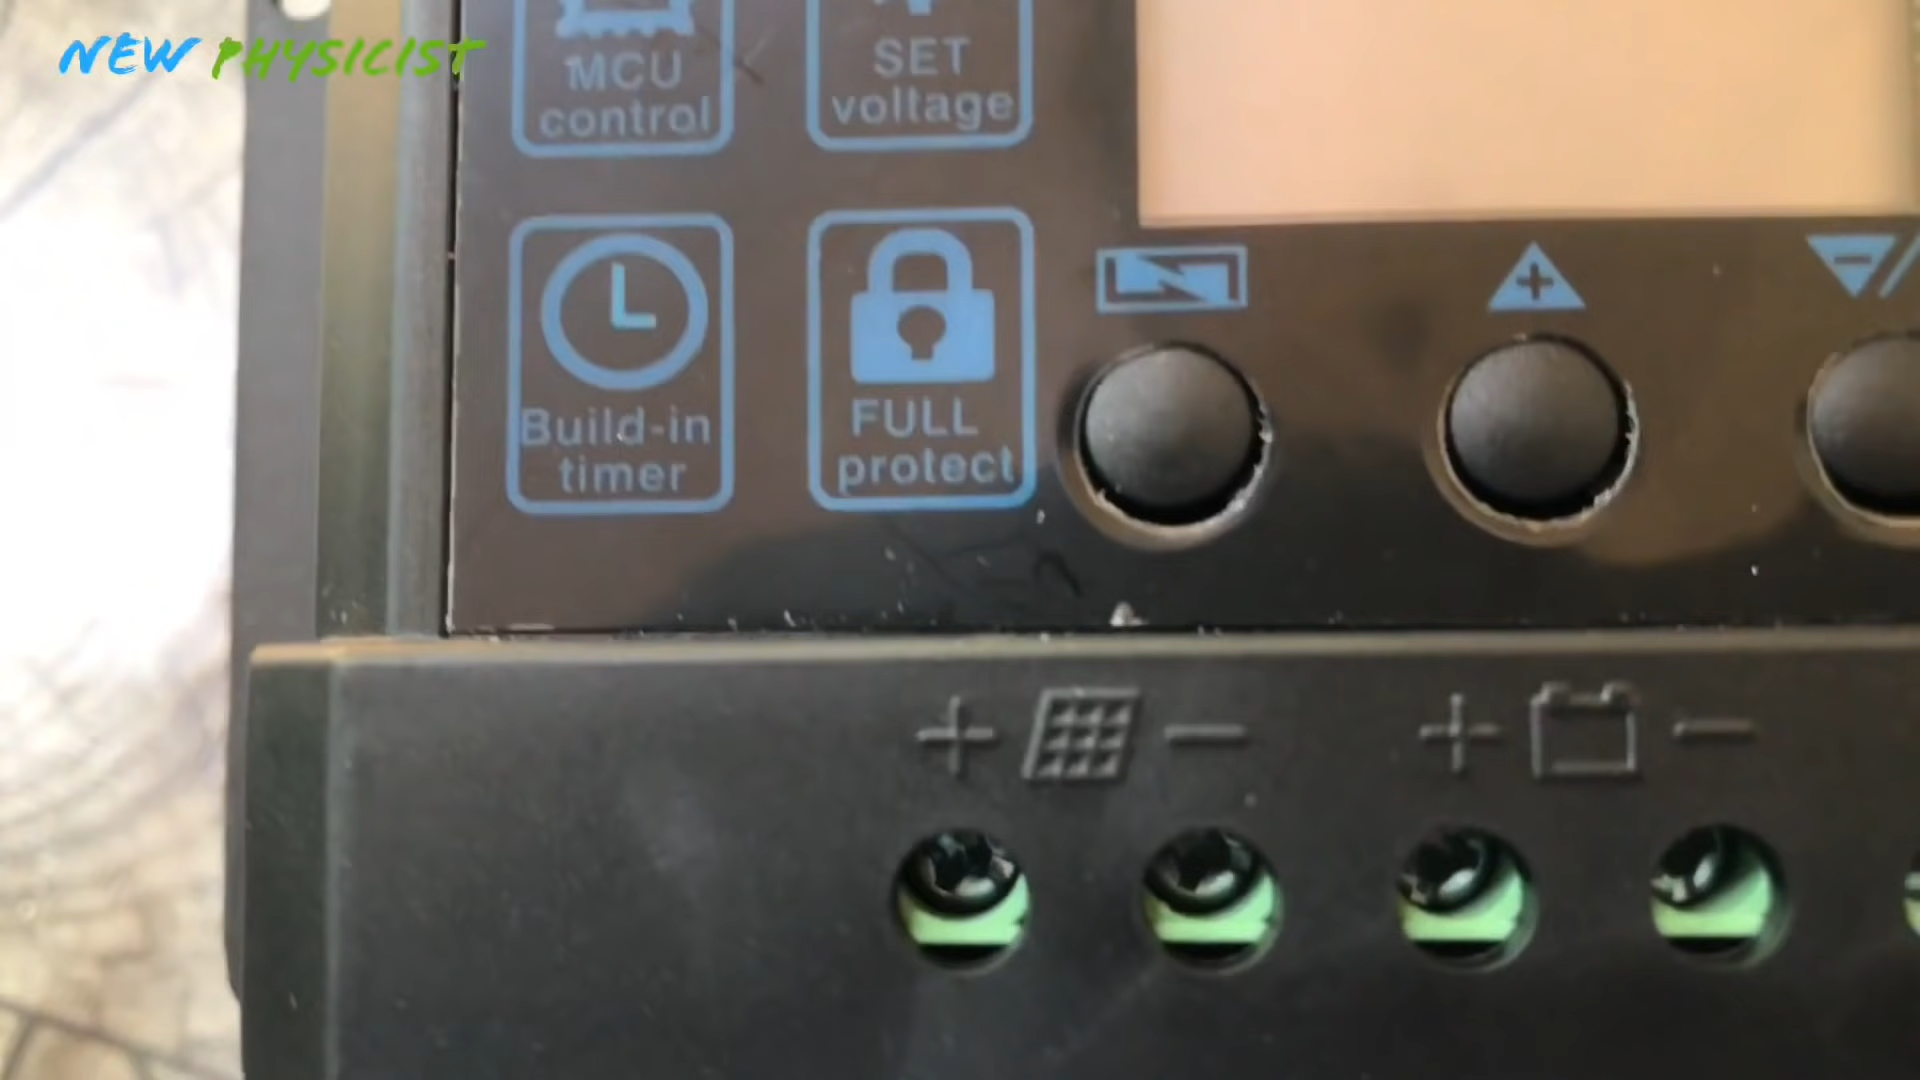 NEW PHYSICIST
MCU
control
SET
voltage
Build-in
timer
FULL
protect